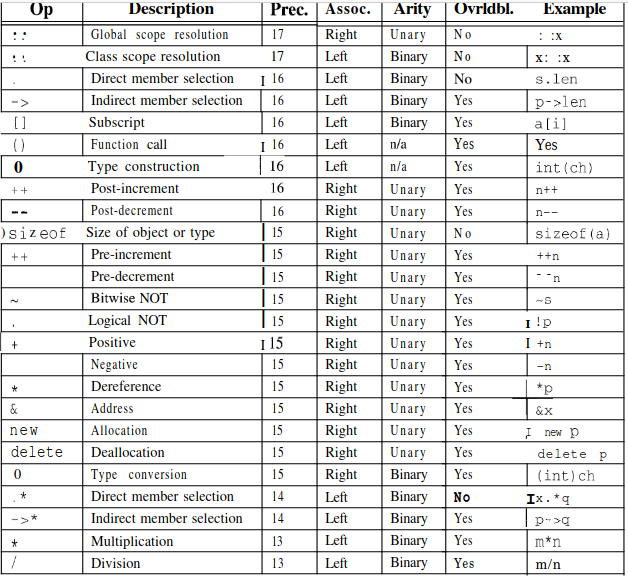 Op Description Prec. Assoc. Arity Ovrldbl. Example
:: Global scope resolution 17 Right Unary No : :x
:: Class scope resolution 17 Left Binary No x: :x
. Direct member selection I 16 Left Binary No s.len
-> Indirect member selection 16 Left Binary Yes p->len
[] Subscript 16 Left Binary Yes a[i]
() Function call I 16 Left n/a Yes Yes
0 Type construction 16 Left n/a Yes int(ch)
++ Post-increment 16 Right Unary Yes n++
-- Post-decrement 16 Right Unary Yes n--
)sizeof Size of object or type 15 Right Unary No sizeof(a)
++ Pre-increment 15 Right Unary Yes ++n
Pre-decrement 15 Right Unary Yes --n
~ Bitwise NOT 15 Right Unary Yes ~s
. Logical NOT 15 Right Unary Yes I !p
+ Positive I 15 Right Unary Yes I +n
Negative 15 Right Unary Yes -n
* Dereference 15 Right Unary Yes *p
& Address 15 Right Unary Yes &x
new Allocation 15 Right Unary Yes I new p
delete Deallocation 15 Right Unary Yes delete p
0 Type conversion 15 Right Binary Yes (int)ch
.* Direct member selection 14 Left Binary No Ix.*q
->* Indirect member selection 14 Left Binary Yes p->q
* Multiplication 13 Left Binary Yes m*n
/ Division 13 Left Binary Yes m/n